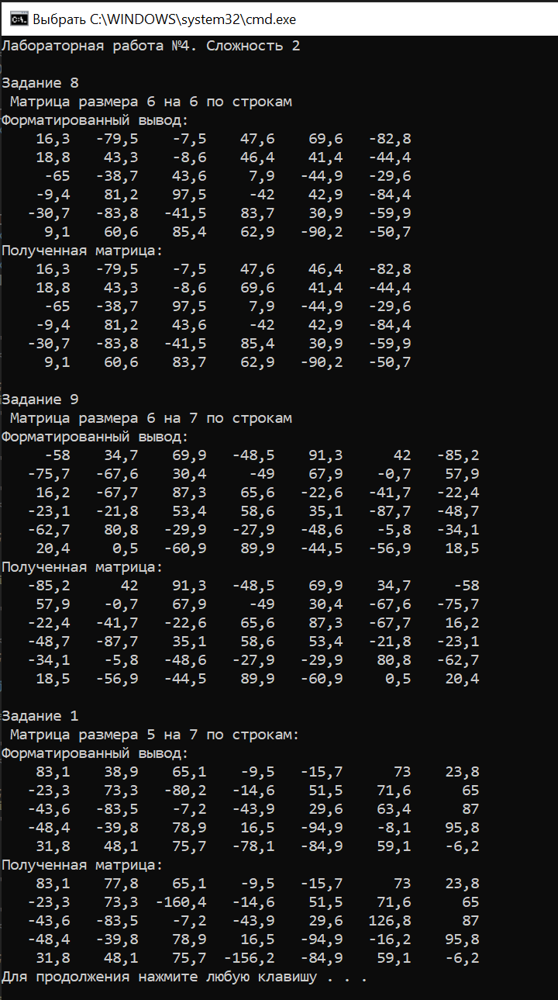 Выбрать C:\WINDOWS\system32\cmd.exe
Лабораторная работа №4. Сложность 2
Задание 8
Матрица размера 6 на 6 по строкам
Форматированный вывод:
16,3 -79,5 -7,5 47,6 69,6 -82,8
18,8 43,3 -8,6 46,4 41,4 -44,4
-65 -38,7 43,6 7,9 -44,9 -29,6
-9,4 81,2 97,5 -42 42,9 -84,4
-30,7 -83,8 -41,5 83,7 30,9 -59,9
9,1 60,6 85,4 62,9 -90,2 -50,7
Полученная матрица:
16,3 -79,5 -7,5 47,6 46,4 -82,8
18,8 43,3 -8,6 69,6 41,4 -44,4
-65 -38,7 97,5 7,9 -44,9 -29,6
-9,4 81,2 43,6 -42 42,9 -84,4
-30,7 -83,8 -41,5 85,4 30,9 -59,9
9,1 60,6 83,7 62,9 -90,2 -50,7
Задание 9
Матрица размера 6 на 7 по строкам
Форматированный вывод:
-58 34,7 69,9 -48,5 91,3 42 -85,2
-75,7 -67,6 30,4 -49 67,9 -0,7 57,9
16,2 -67,7 87,3 65,6 -22,6 -41,7 -22,4
-23,1 -21,8 53,4 58,6 35,1 -87,7 -48,7
-62,7 80,8 -29,9 -27,9 -48,6 -5,8 -34,1
20,4 0,5 -60,9 89,9 -44,5 -56,9 18,5
Полученная матрица:
-85,2 42 91,3 -48,5 69,9 34,7 -58
57,9 -0,7 67,9 -49 30,4 -67,6 -75,7
-22,4 -41,7 -22,6 65,6 87,3 -67,7 16,2
-48,7 -87,7 35,1 58,6 53,4 -21,8 -23,1
-34,1 -5,8 -48,6 -27,9 -29,9 80,8 -62,7
18,5 -56,9 -44,5 89,9 -60,9 0,5 20,4
Задание 1
Матрица размера 5 на 7 по строкам:
Форматированный вывод:
83,1 38,9 65,1 -9,5 -15,7 73 23,8
-23,3 73,3 -80,2 -14,6 51,5 71,6 65
-43,6 -83,5 -7,2 -43,9 29,6 63,4 87
-48,4 -39,8 78,9 16,5 -94,9 -8,1 95,8
31,8 48,1 75,7 -78,1 -84,9 59,1 -6,2
Полученная матрица:
83,1 77,8 65,1 -9,5 -15,7 73 23,8
-23,3 73,3 -160,4 -14,6 51,5 71,6 65
-43,6 -83,5 -7,2 -43,9 29,6 126,8 87
-48,4 -39,8 78,9 16,5 -94,9 -16,2 95,8
31,8 48,1 75,7 -156,2 -84,9 59,1 -6,2
Для продолжения нажмите любую клавишу . . .